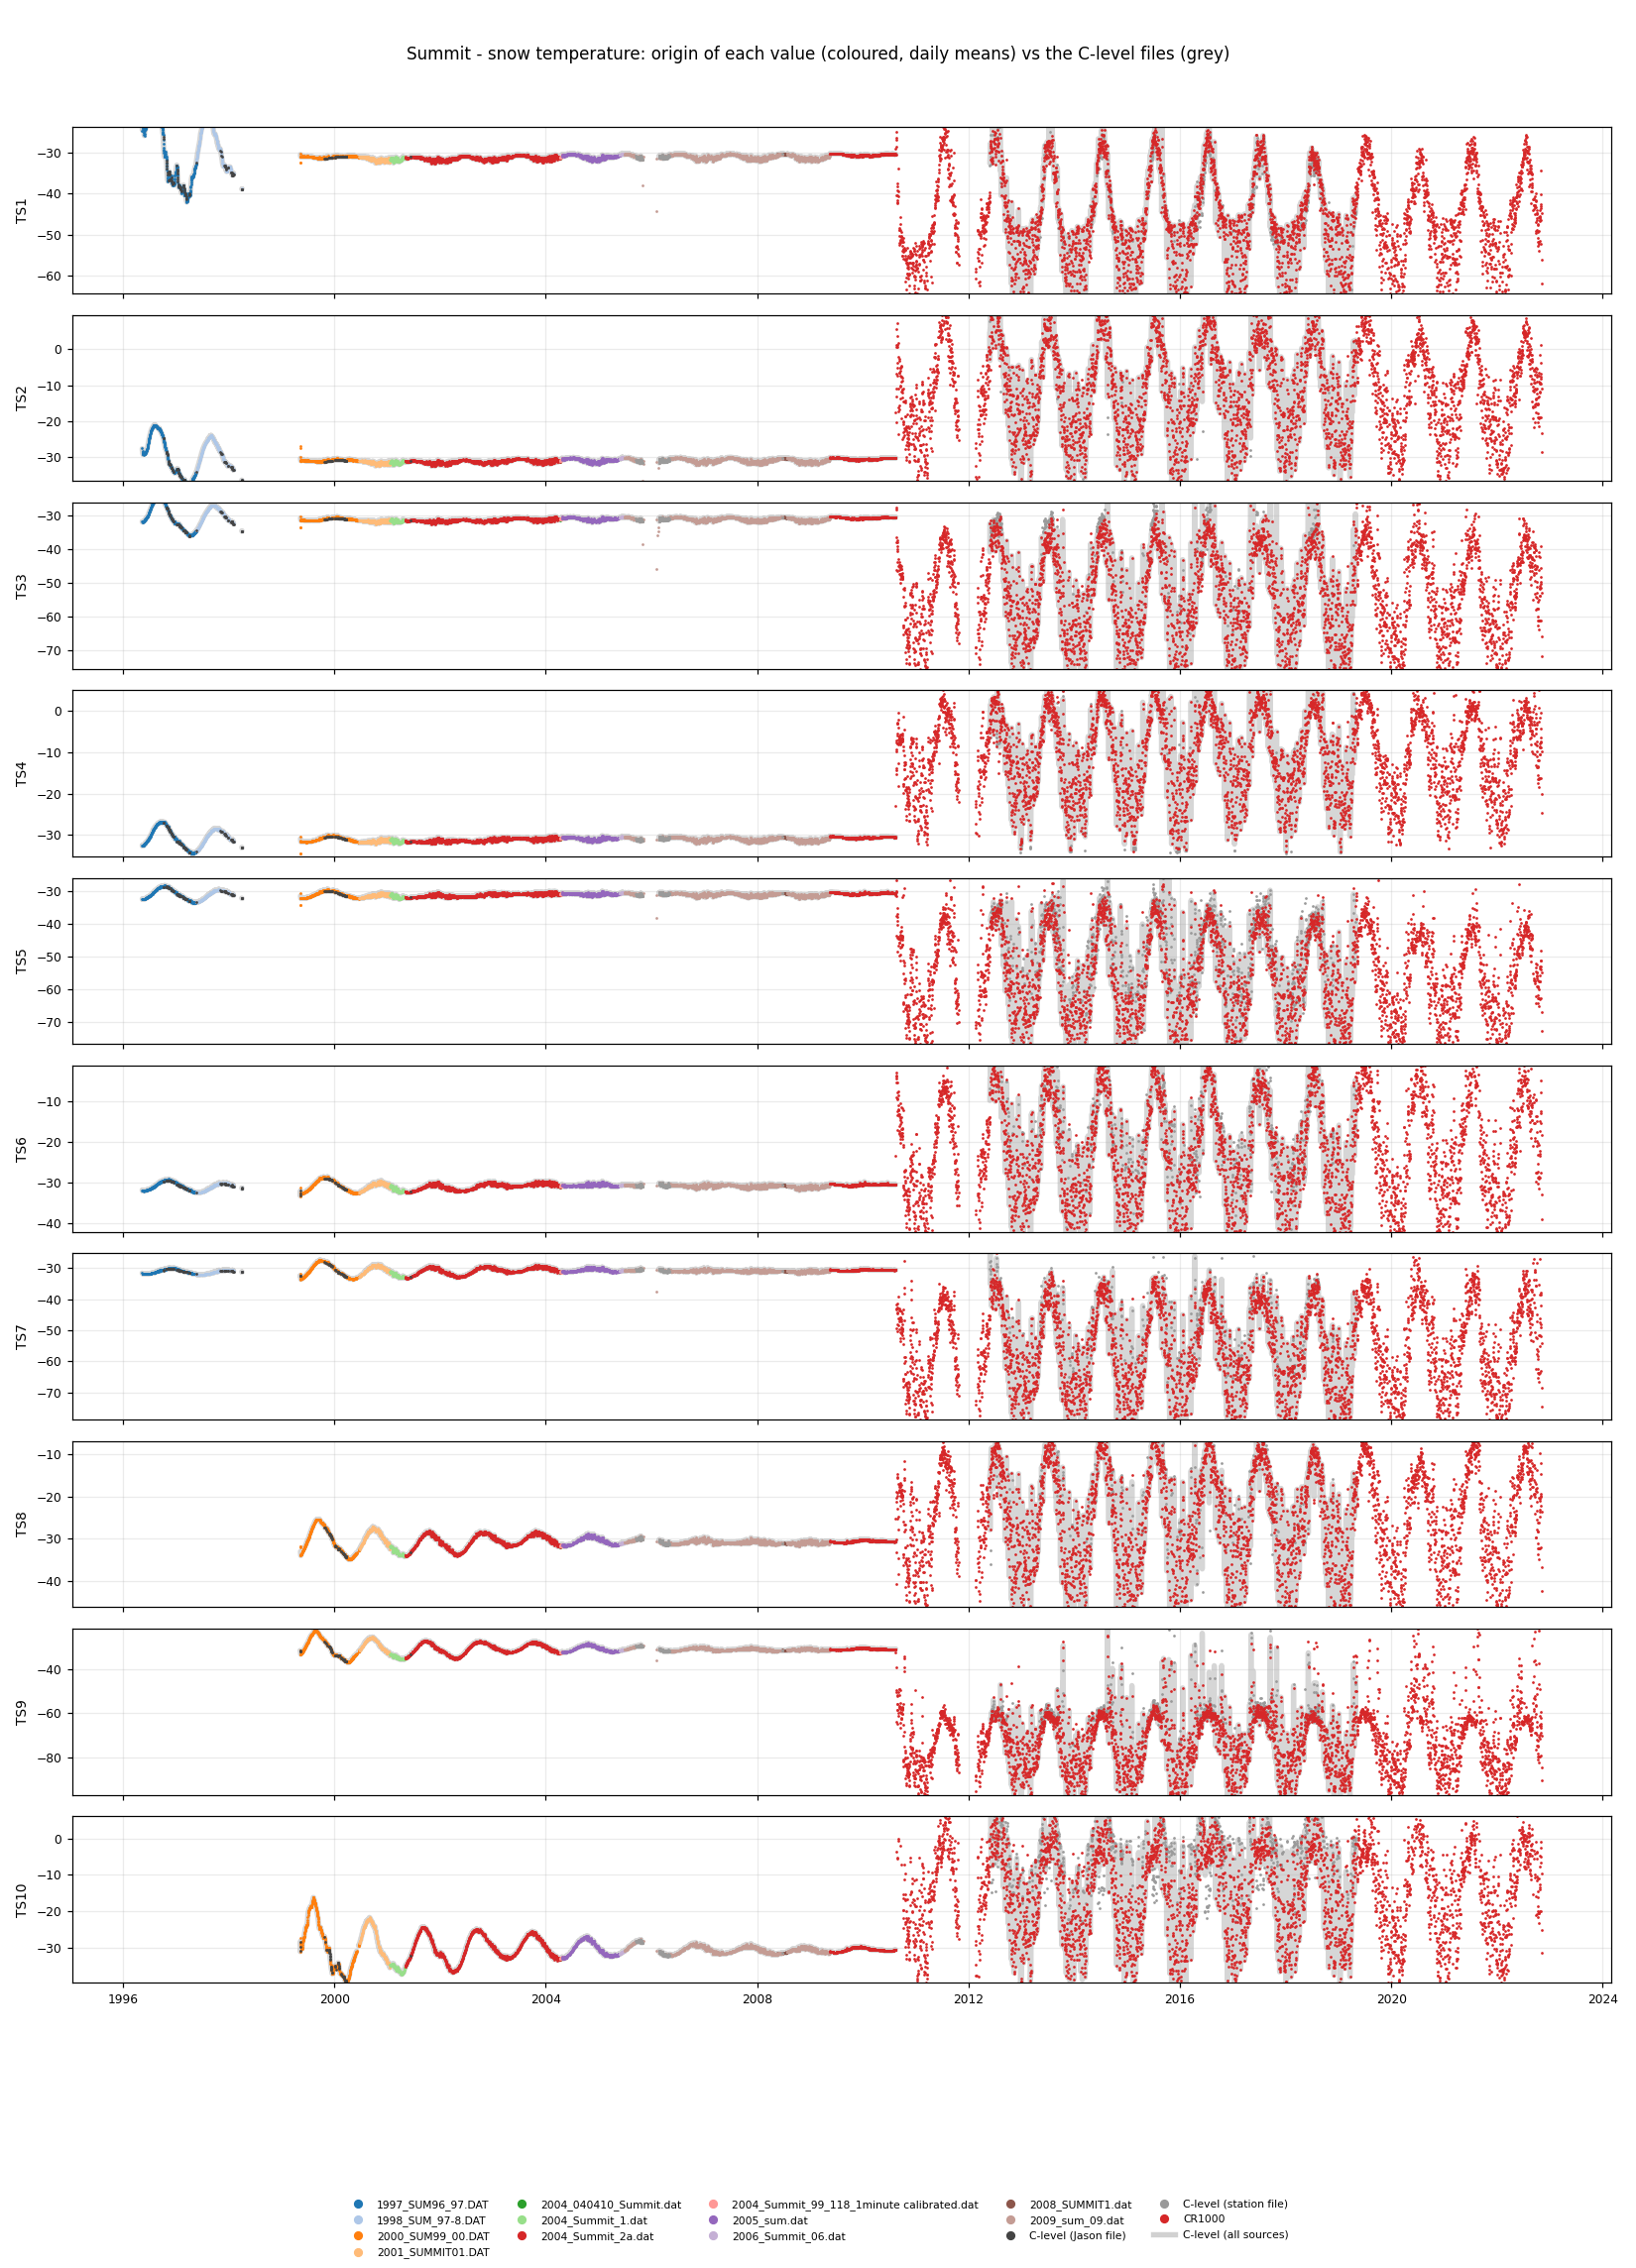 Summit - snow temperature: origin of each value (coloured, daily means) vs the C-level files (grey)
−30
−40
−50
−60
TS1
0
−10
−20
−30
TS2
−30
−40
−50
−60
−70
TS3
0
−10
−20
−30
TS4
−30
−40
−50
−60
−70
TS5
−10
−20
−30
−40
TS6
−30
−40
−50
−60
−70
TS7
−10
−20
−30
−40
TS8
−40
−60
−80
TS9
0
−10
−20
−30
TS10
1996 2000 2004 2008 2012 2016 2020 2024
1997_SUM96_97.DAT
1998_SUM_97-8.DAT
2000_SUM99_00.DAT
2001_SUMMIT01.DAT
2004_040410_Summit.dat
2004_Summit_1.dat
2004_Summit_2a.dat
2004_Summit_99_118_1minute calibrated.dat
2005_sum.dat
2006_Summit_06.dat
2008_SUMMIT1.dat
2009_sum_09.dat
C-level (Jason file)
C-level (station file)
CR1000
C-level (all sources)